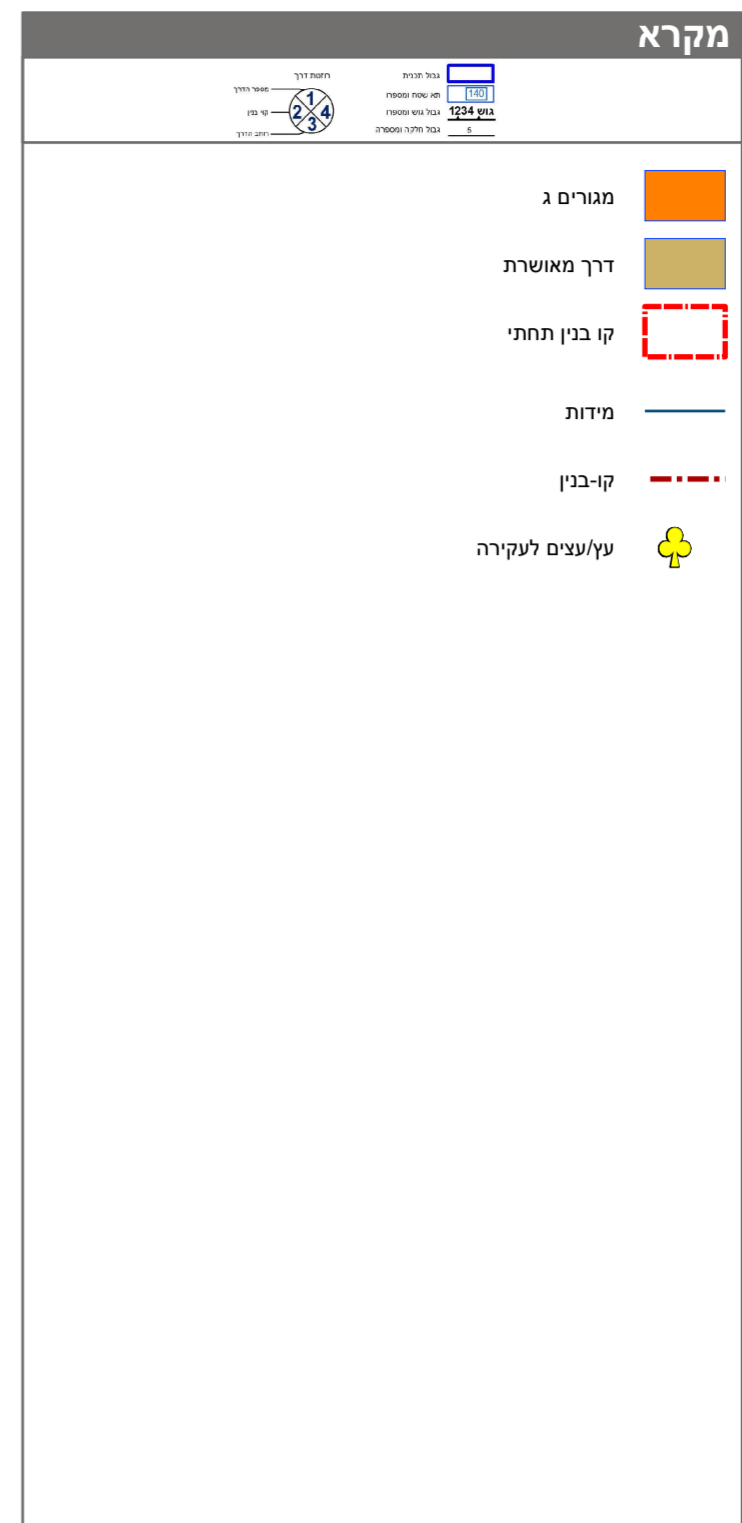 מקרא
גבול תכנית
תא שטח ומספרו 140
גבול גוש ומספרו גוש 1234
גבול חלקה ומספרה 5
רוזטת דרך
מספר הדרך
קוי בנין
רוחב הדרך
1
2 4
3
מגורים ג
דרך מאושרת
קו בנין תחתי
מידות
קו-בנין
עץ/עצים לעקירה